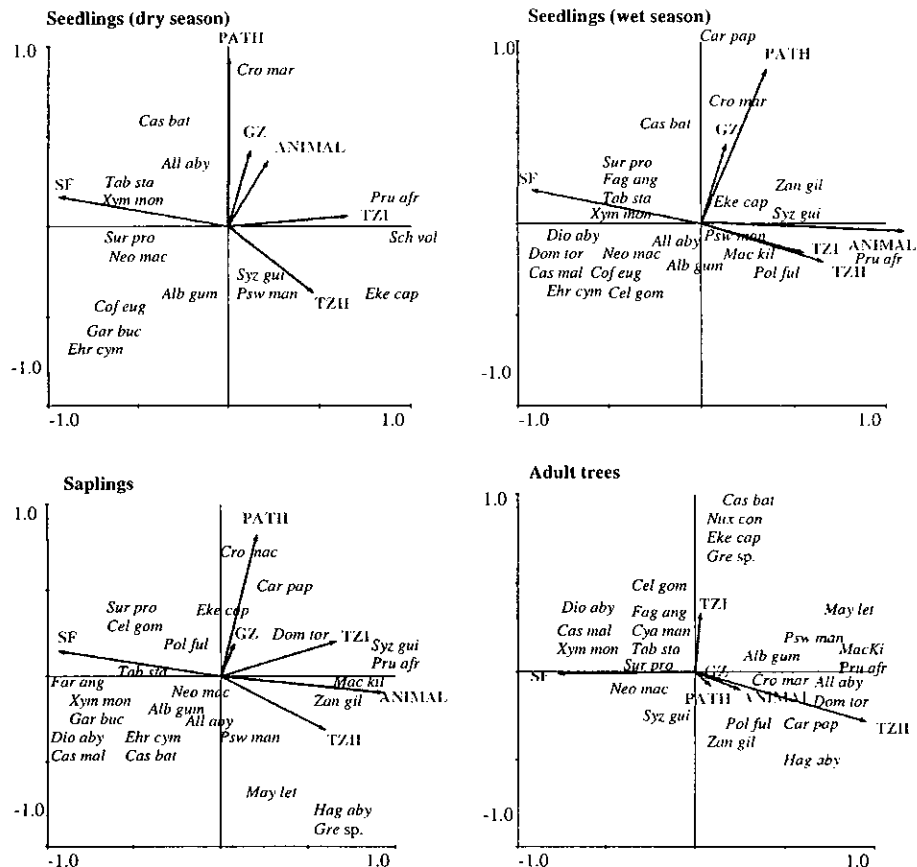 Seedlings (dry season)
PATH
1.0
Cro mar
Cas bat
GZ
All aby
ANIMAL
SF
Tab sta
Xym mon
Pru afr
TZI
Sur pro
Sch vol
Neo mac
Syz gui
Alb gum
Psw man
Eke cap
TZH
Cof eug
Gar buc
Ehr cym
-1.0
-1.0
1.0
Seedlings (wet season)
Car pap
1.0
PATH
Cro mar
Cas bat
GZ
Sur pro
SF
Fag ang
Zan gil
Tab sta
Eke cap
Xym mon
Syz gui
Dio aby
All aby
Psw man
Dom tor
Neo mac
Mac kil
TZI
ANIMAL
Cas mal
Cof eug
Alb gum
Pol ful
TZH
Pru afr
Ehr cym
Cel gom
-1.0
-1.0
1.0
Saplings
1.0
PATH
Cro mac
Car pap
Sur pro
Eke cap
Cel gom
GZ
Dom tor
SF
Pol ful
TZI
Syz gui
Tab sta
Pru afr
Far ang
Neo mac
Mac kil
Xym mon
ANIMAL
Alb gum
Zan gil
Gar buc
All aby
Dio aby
Ehr cym
Psw man
TZH
Cas mal
Cas bat
May let
-1.0
Hag aby
Gre sp.
-1.0
1.0
Adult trees
1.0
Cas bat
Nux con
Eke cap
Gre sp.
Cel gom
Dio aby
Fag ang
TZI
May let
Cas mal
Cya man
Psw man
Xym mon
Tab sta
MacKi
Sur pro
Alb gum
Pru afr
SF
GZ
Cro mar
All aby
Neo mac
PATH
ANIMAL
Dom tor
Syz gui
Pol ful
Car pap
TZH
Zan gil
Hag aby
-1.0
-1.0
1.0